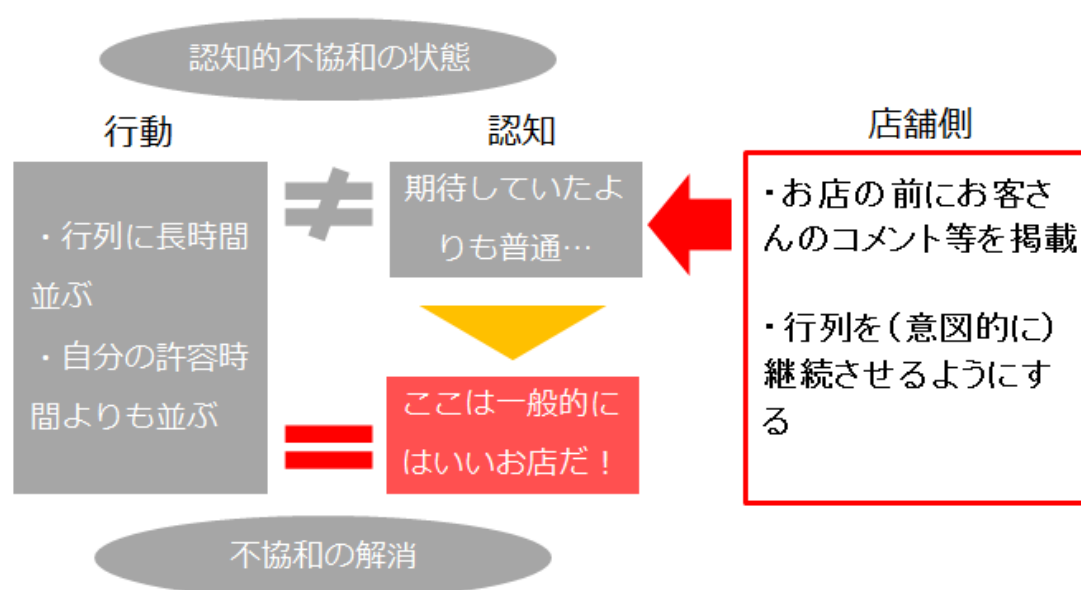 認知的不協和の状態
行動
認知
店舗側
・行列に長時間
並ぶ
・自分の許容時
間よりも並ぶ
≠
期待していたよ
りも普通…
ここは一般的に
はいいお店だ！
=
・お店の前にお客さ
んのコメント等を掲載
・行列を（意図的に）
継続させるようにす
る
不協和の解消